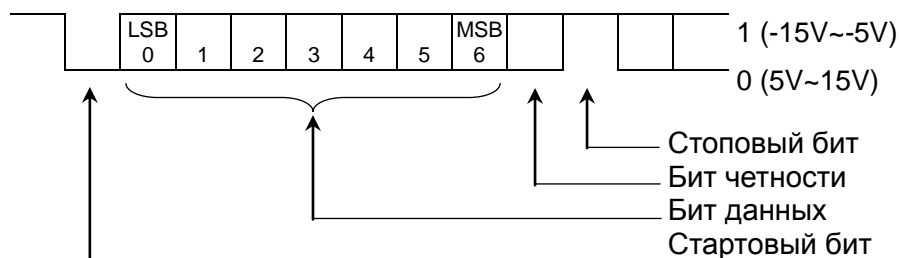 LSB MSB
0 1 2 3 4 5 6
1 (-15V~-5V)
0 (5V~15V)
Стоповый бит
Бит четности
Бит данных
Стартовый бит